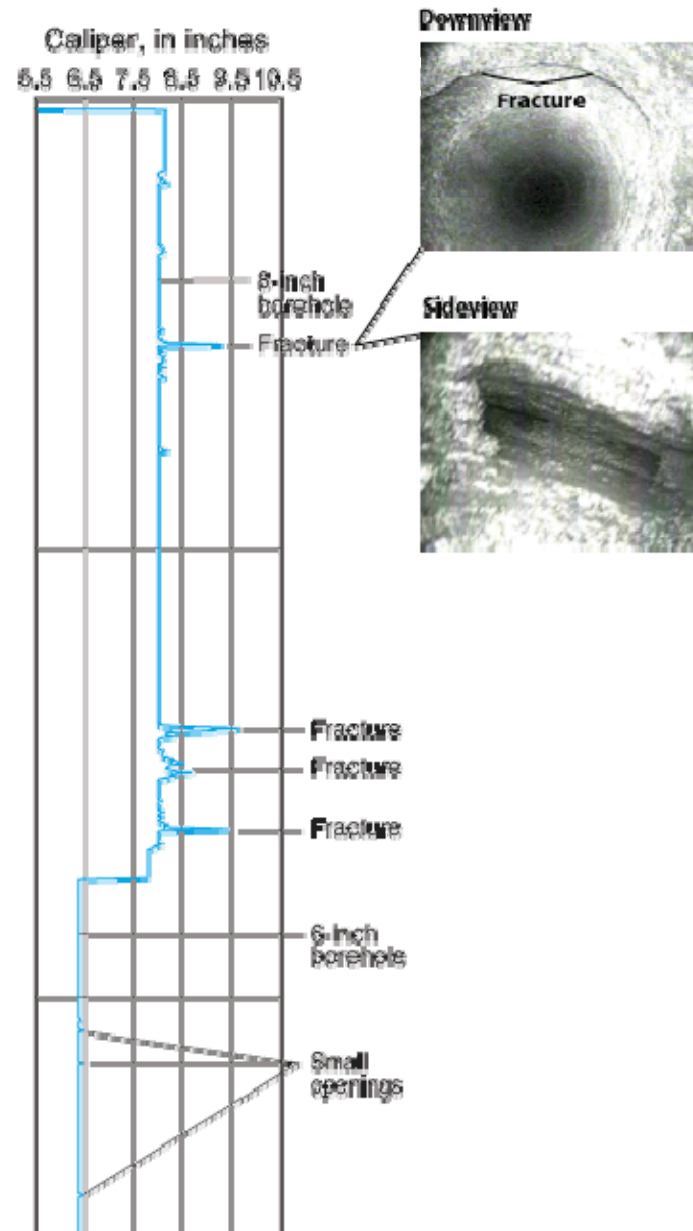 Caliper, in inches
5.5 6.5 7.5 8.5 9.5 10.5
Downview
Fracture
8-inch
borehole
Fracture
Sideview
Fracture
Fracture
Fracture
6-inch
borehole
Small
openings